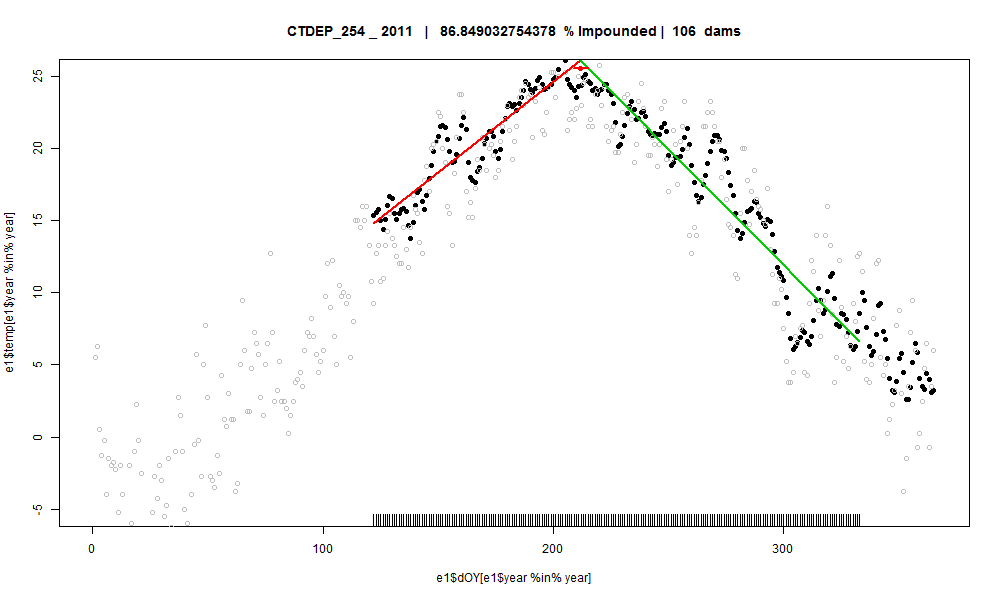 CTDEP_254 _ 2011 | 86.849032754378 % Impounded | 106 dams
25
20
15
10
5
0
-5
e1$temp[e1$year %in% year]
0 100 200 300
e1$dOY[e1$year %in% year]